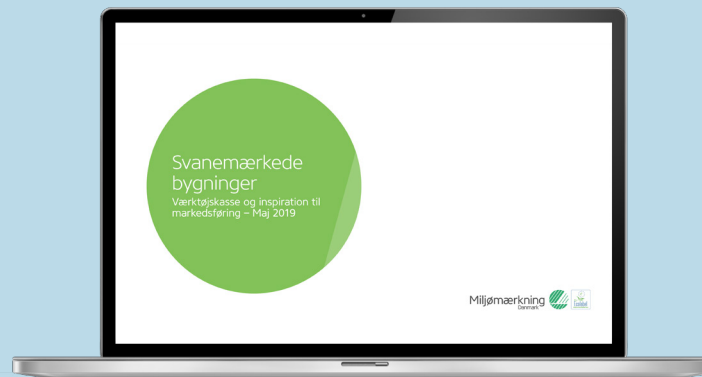 Svanemærkede
bygninger
Værktøjskasse og inspiration til
markedsføring – Maj 2019
Miljømærkning
Danmark